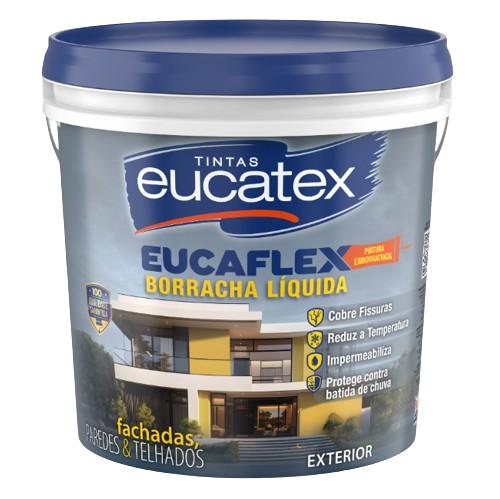 TINTAS
eucatex
EUCAFLEX
PINTURA
EMBORRACHADA
BORRACHA LÍQUIDA
100
Cobre Fissuras
Reduz a Temperatura
Impermeabiliza
Protege contra
batida de chuva
fachadas,
PAREDES & TELHADOS
EXTERIOR